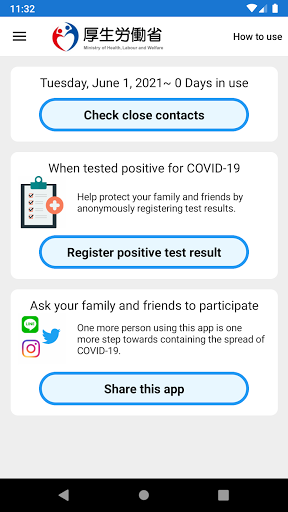 11:32
厚生労働省
Ministry of Health, Labour and Welfare
How to use
Tuesday, June 1, 2021~ 0 Days in use
Check close contacts
When tested positive for COVID-19
Help protect your family and friends by
anonymously registering test results.
Register positive test result
Ask your family and friends to participate
LINE
One more person using this app is one
more step towards containing the spread of
COVID-19.
Share this app